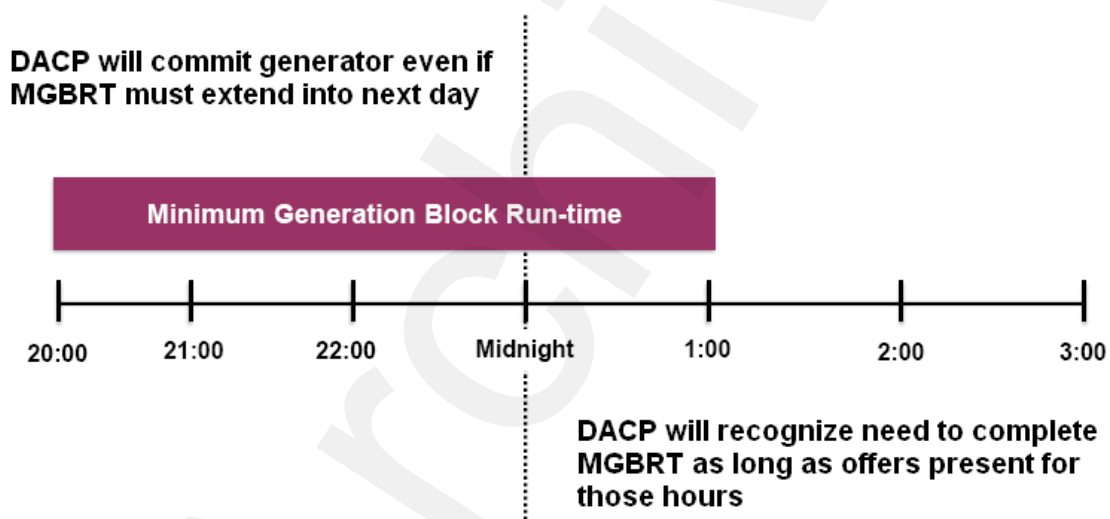 DACP will commit generator even if
MGBRT must extend into next day
Minimum Generation Block Run-time
20:00 21:00 22:00 Midnight 1:00 2:00 3:00
DACP will recognize need to complete
MGBRT as long as offers present for
those hours